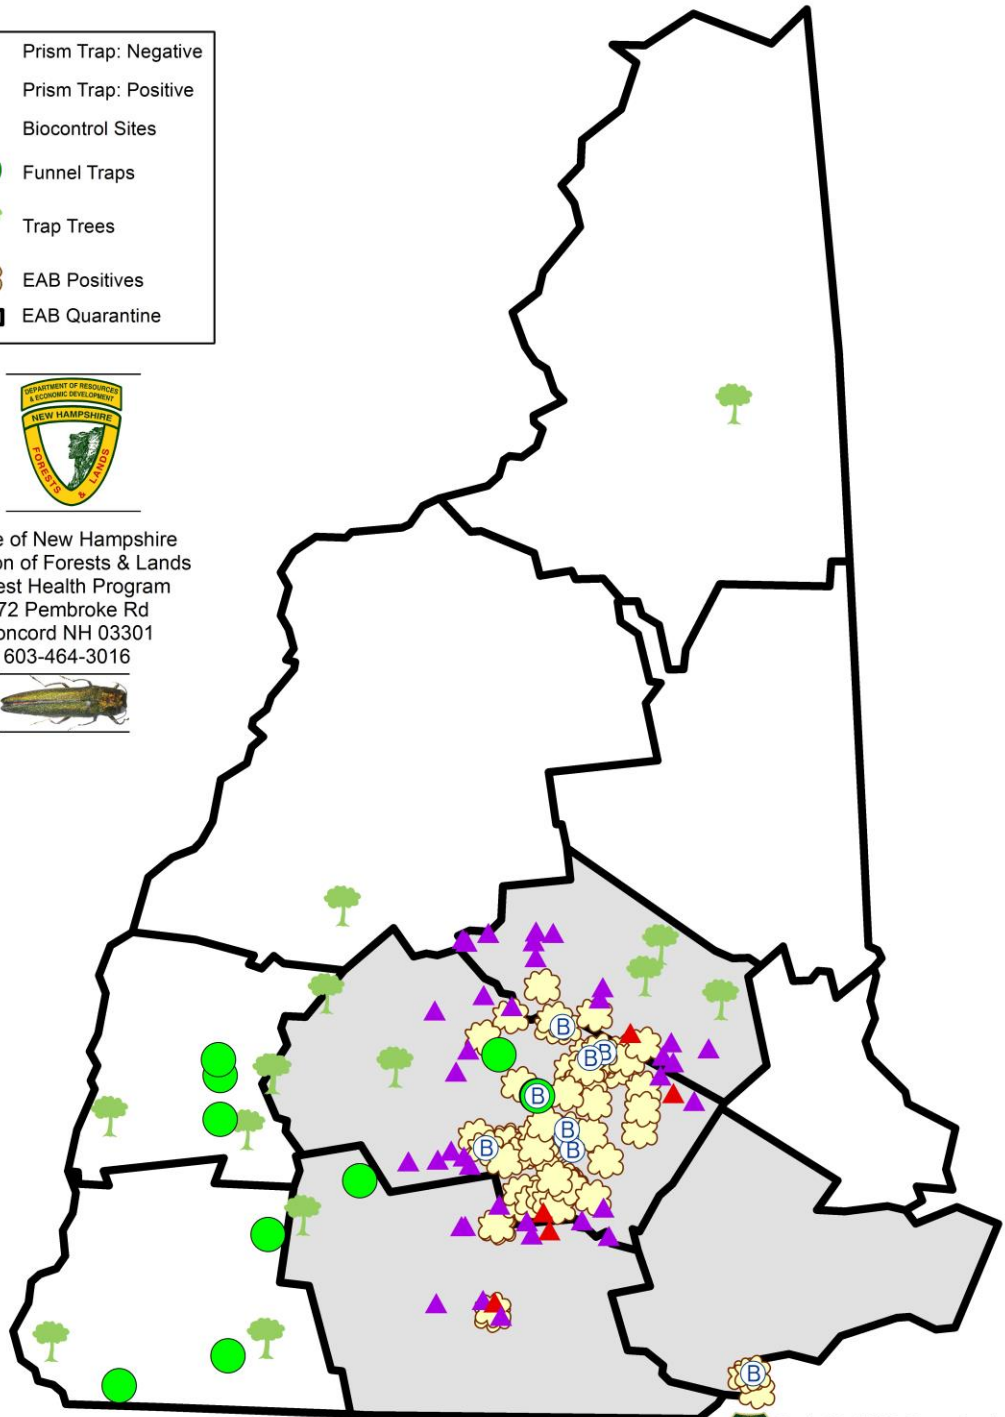 Prism Trap: Negative
Prism Trap: Positive
Biocontrol Sites
Funnel Traps
Trap Trees
EAB Positives
EAB Quarantine
DEPARTMENT OF RESOURCES
& ECONOMIC DEVELOPMENT
NEW HAMPSHIRE
FORESTS & LANDS
e of New Hampshire
on of Forests & Lands
est Health Program
72 Pembroke Rd
oncord NH 03301
603-464-3016
B
B
B
B
B
B
B
B